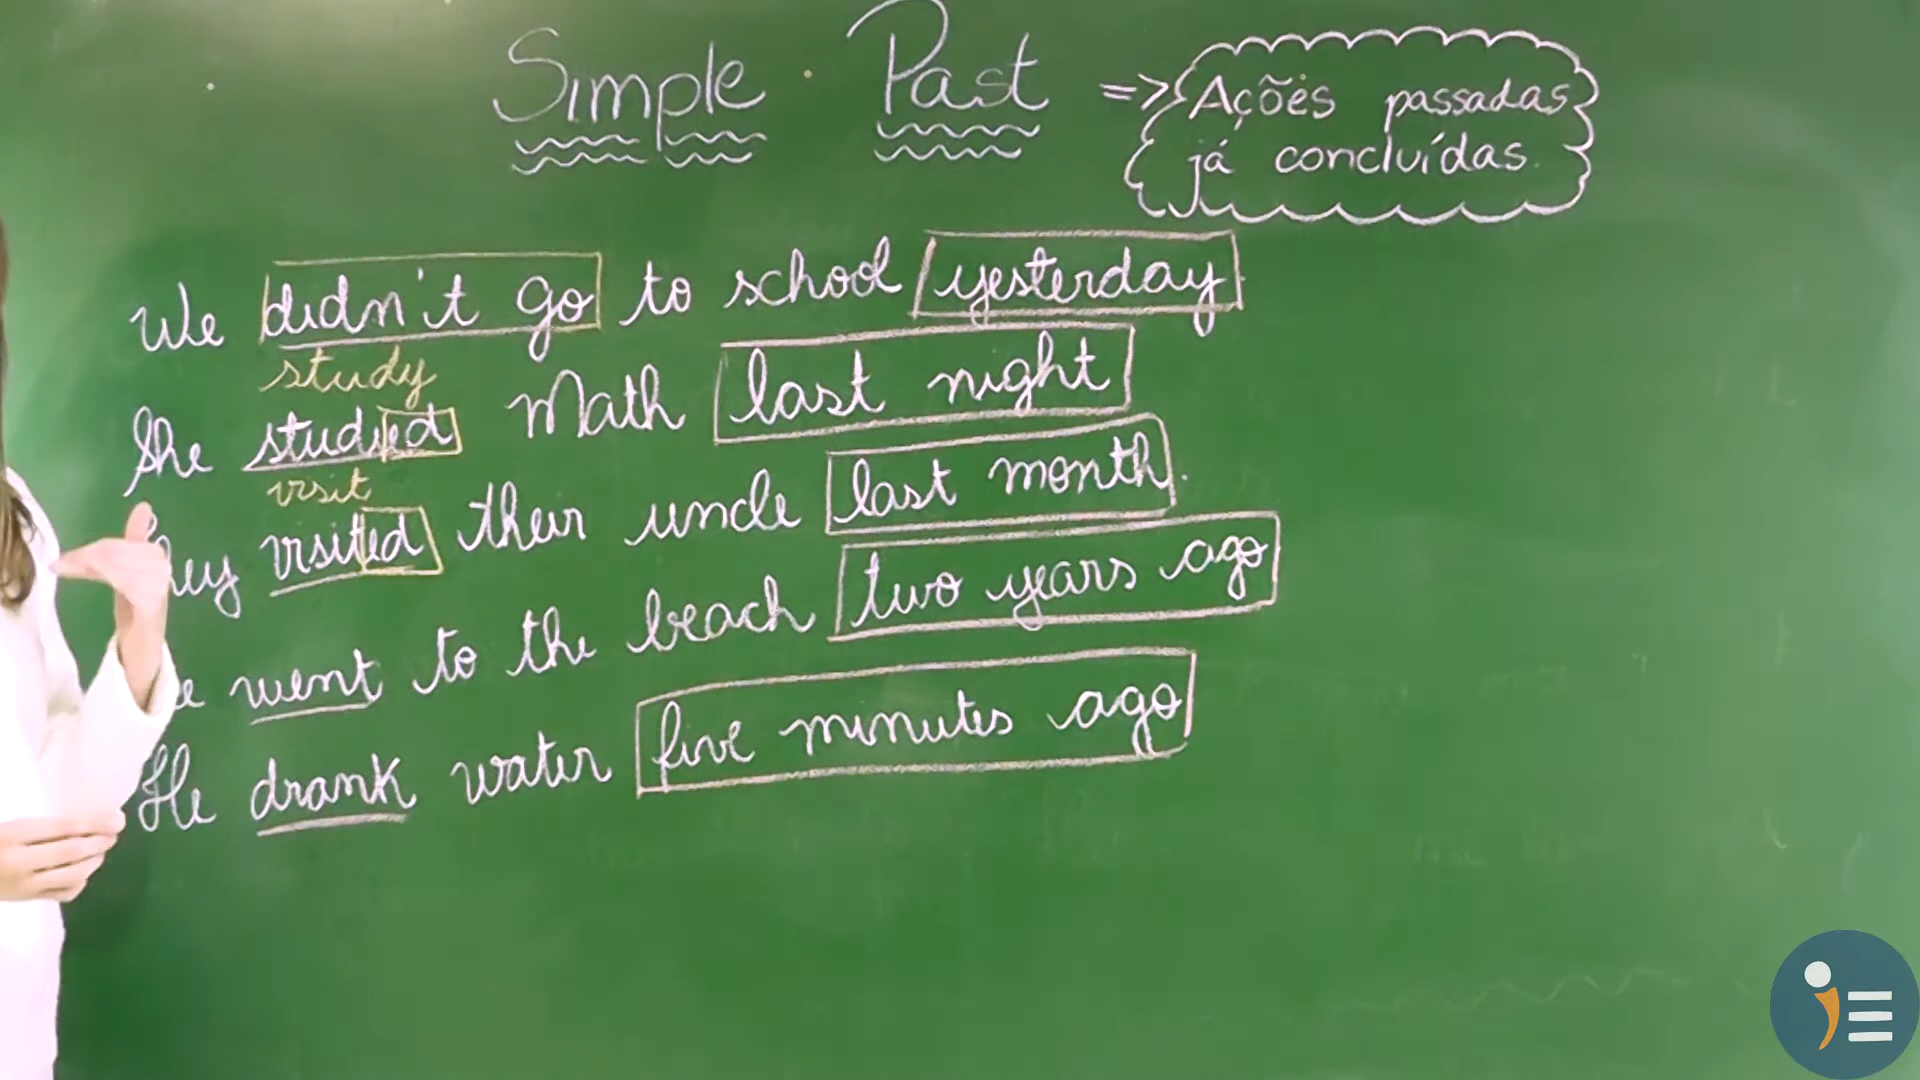 Simple Past => Ações passadas
já concluídas.
We didn't go to school yesterday.
study
She studied Math last night
visit
hey visited their uncle last month.
e went to the beach two years ago
He drank water five minutes ago